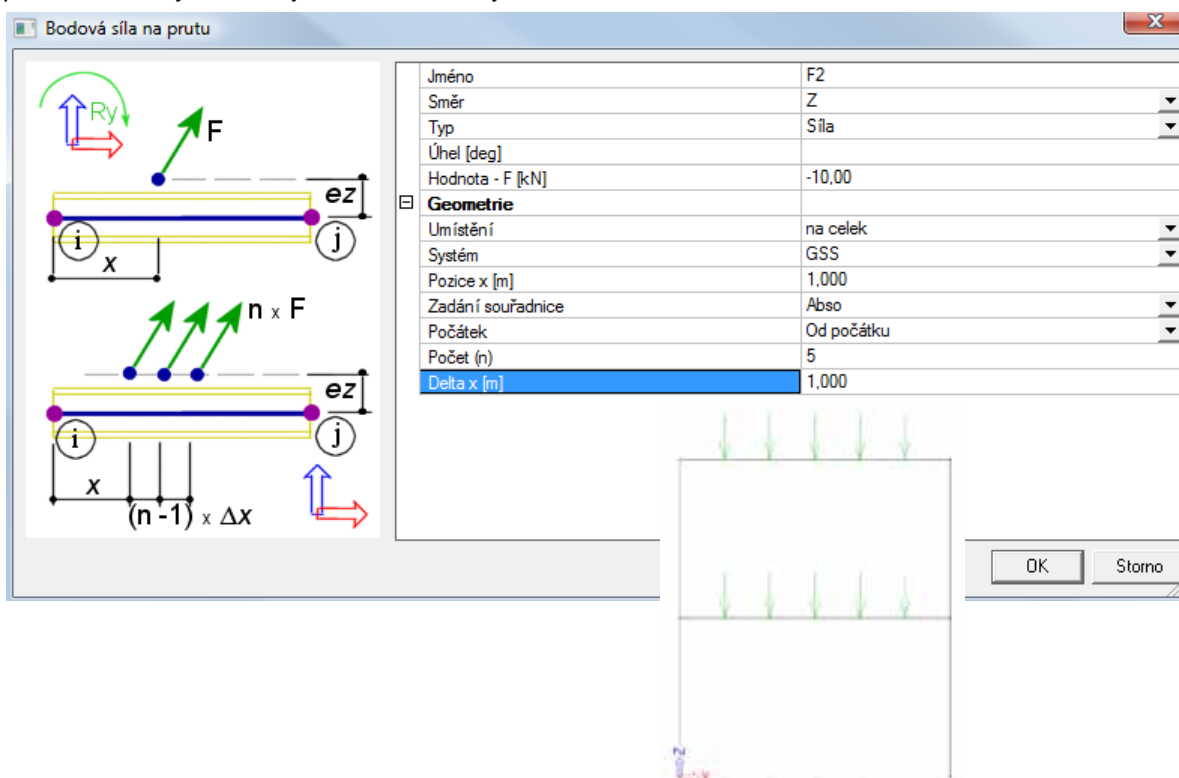 Bodová síla na prutu
Ry
F
ez
i
j
x
n x F
ez
i
j
x
(n -1) x Δx
Jméno F2
Směr Z
Typ Síla
Úhel [deg]
Hodnota - F [kN] -10,00
Geometrie
Umístění na celek
Systém GSS
Pozice x [m] 1,000
Zadání souřadnice Abso
Počátek Od počátku
Počet (n) 5
Delta x [m] 1,000
OK Storno
Z